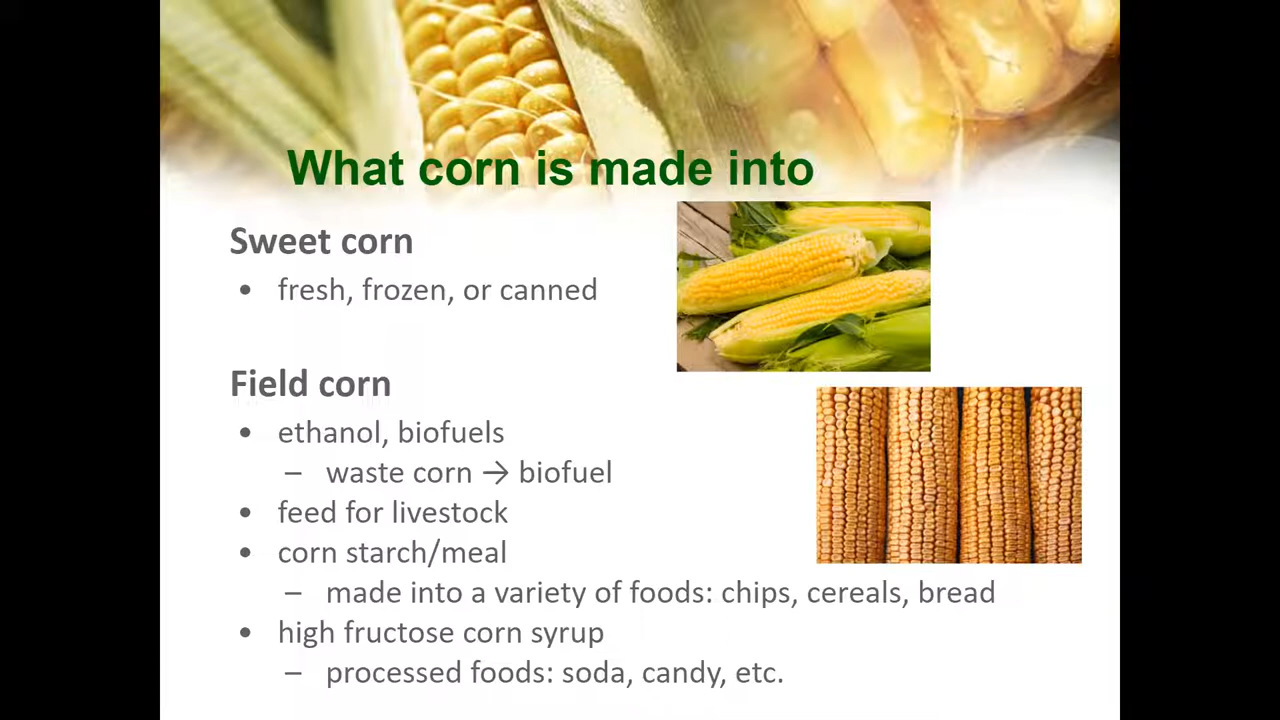 What corn is made into
Sweet corn
• fresh, frozen, or canned
Field corn
• ethanol, biofuels
– waste corn → biofuel
• feed for livestock
• corn starch/meal
– made into a variety of foods: chips, cereals, bread
• high fructose corn syrup
– processed foods: soda, candy, etc.